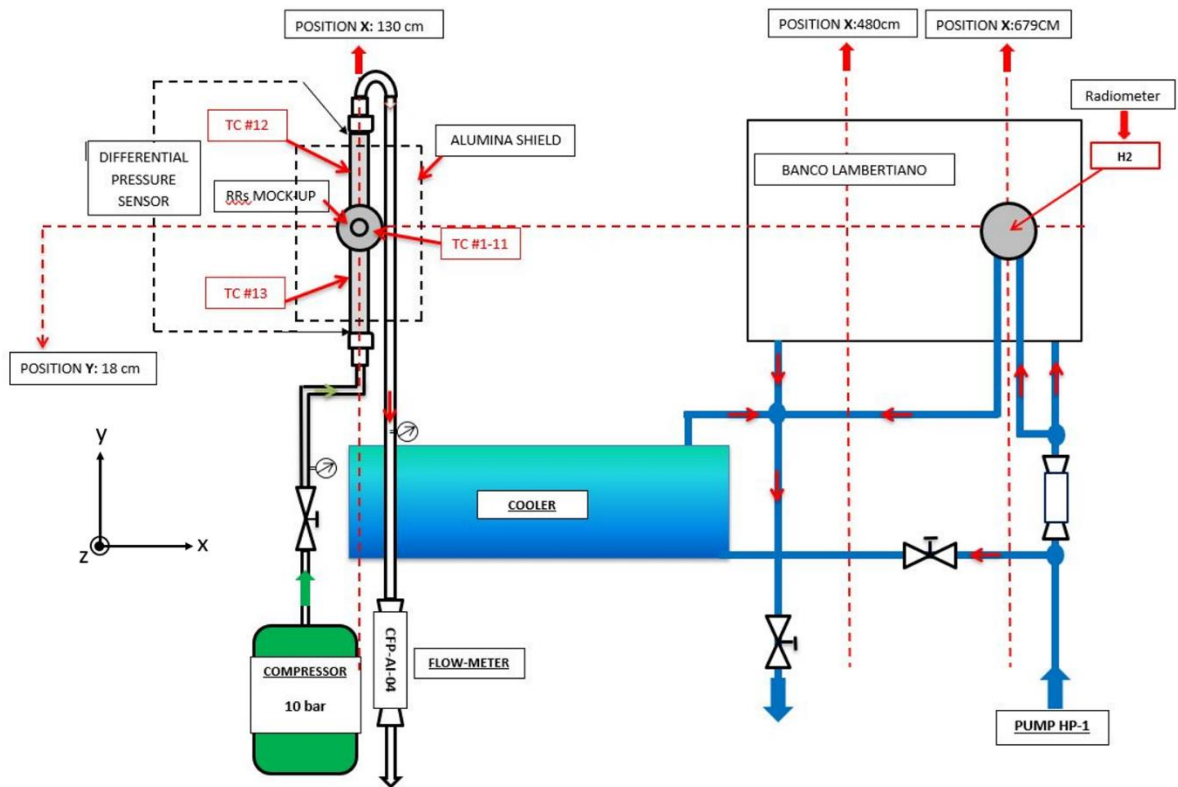 POSITION X: 130 cm
POSITION X:480cm
POSITION X:679CM
Radiometer
TC #12
ALUMINA SHIELD
H2
DIFFERENTIAL
PRESSURE
SENSOR
BANCO LAMBERTIANO
RRs MOCK-UP
TC #1-11
TC #13
POSITION Y: 18 cm
y
COOLER
z
x
CFP-AI-04
COMPRESSOR
FLOW-METER
10 bar
PUMP HP-1